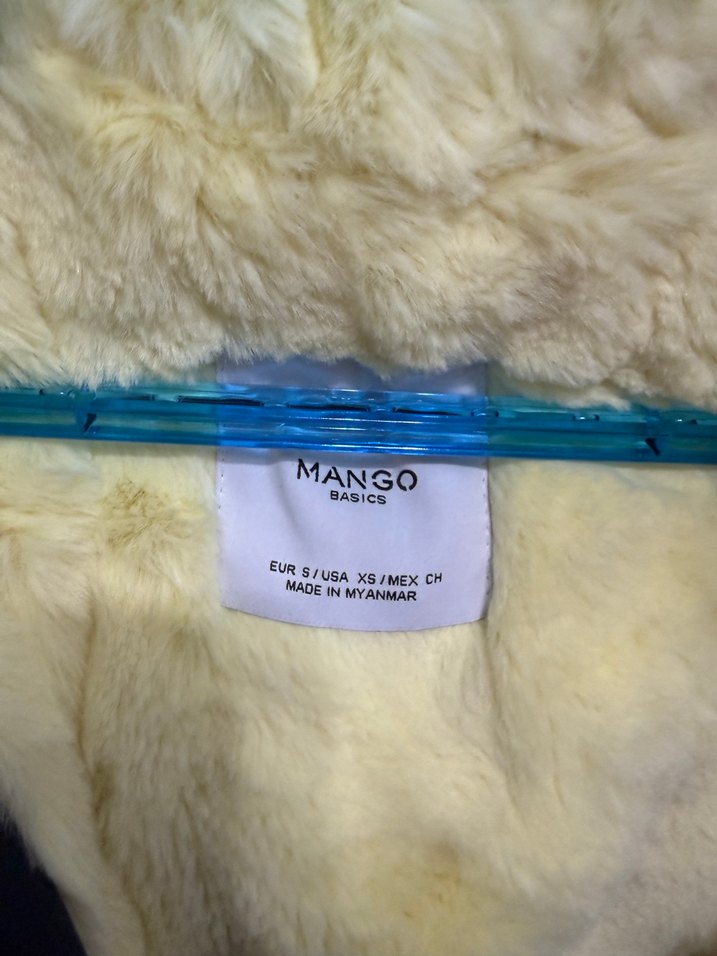 MANGO
BASICS
EUR S / USA XS / MEX CH
MADE IN MYANMAR